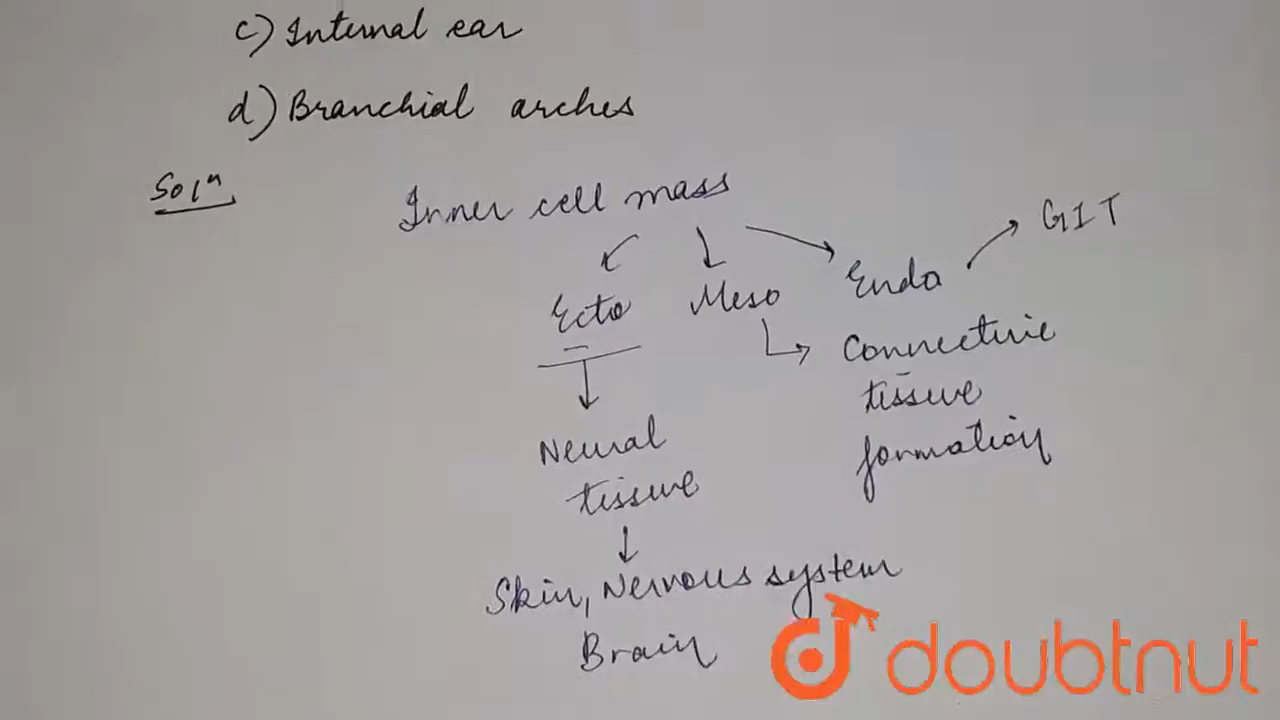 c) Internal ear
d) Branchial arches
Solⁿ
Inner cell mass
GIT
Ecto Meso Endo
Connective
tissue
formation
Neural
tissue
Skin, Nervous system
Brain
doubtnut